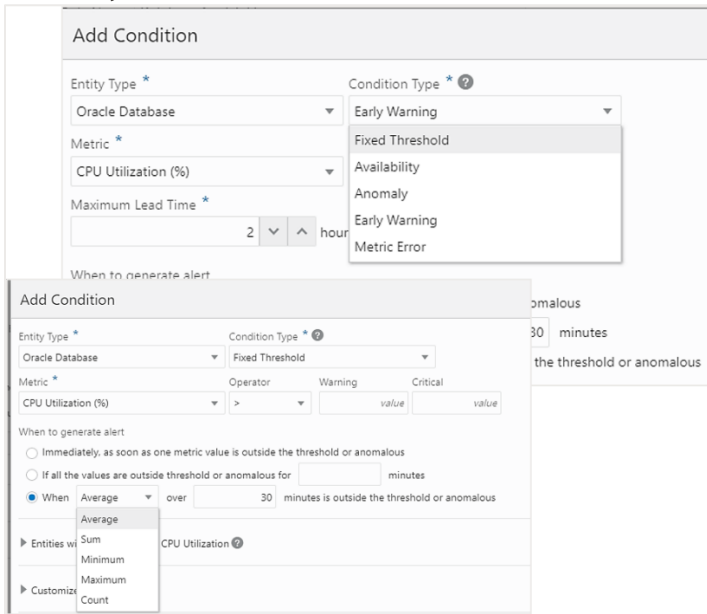 Add Condition
Entity Type * Condition Type *
Oracle Database Early Warning
Metric * Fixed Threshold
CPU Utilization (%) Availability
Anomaly
Maximum Lead Time * Early Warning
2 hour Metric Error
When to generate alert
omalous
30 minutes
the threshold or anomalous
Add Condition
Entity Type * Condition Type *
Oracle Database Fixed Threshold
Metric * Operator Warning Critical
CPU Utilization (%) > value value
When to generate alert
Immediately, as soon as one metric value is outside the threshold or anomalous
If all the values are outside threshold or anomalous for minutes
When Average over 30 minutes is outside the threshold or anomalous
Average
Sum
Entities wi CPU Utilization
Minimum
Maximum
Customize
Count